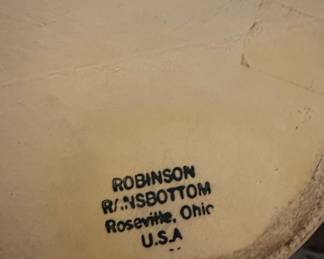 ROBINSON
RANSBOTTOM
Roseville, Ohio
U.S.A